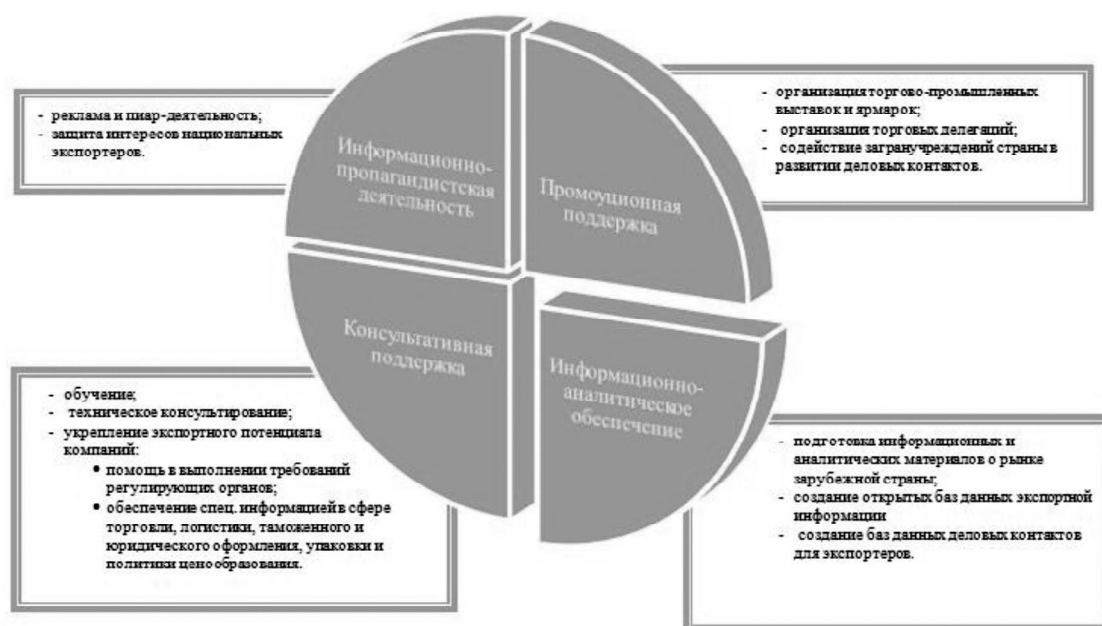 - реклама и пиар-деятельность;
- защита интересов национальных
экспортеров.
Информационно-
пропагандистская
деятельность
Промоуционная
поддержка
- организация торгово-промышленных
выставок и ярмарок;
- организация торговых делегаций;
- содействие загранучреждений страны в
развитии деловых контактов.
Консультативная
поддержка
Информационно-
аналитическое
обеспечение
- обучение;
- техническое консультирование;
- укрепление экспортного потенциала
компаний:
• помощь в выполнении требований
регулирующих органов;
• обеспечение спец. информацией в сфере
торговли, логистики, таможенного и
юридического оформления, упаковки и
политики ценообразования.
- подготовка информационных и
аналитических материалов о рынке
зарубежной страны;
- создание открытых баз данных экспортной
информации
- создание баз данных деловых контактов
для экспортеров.